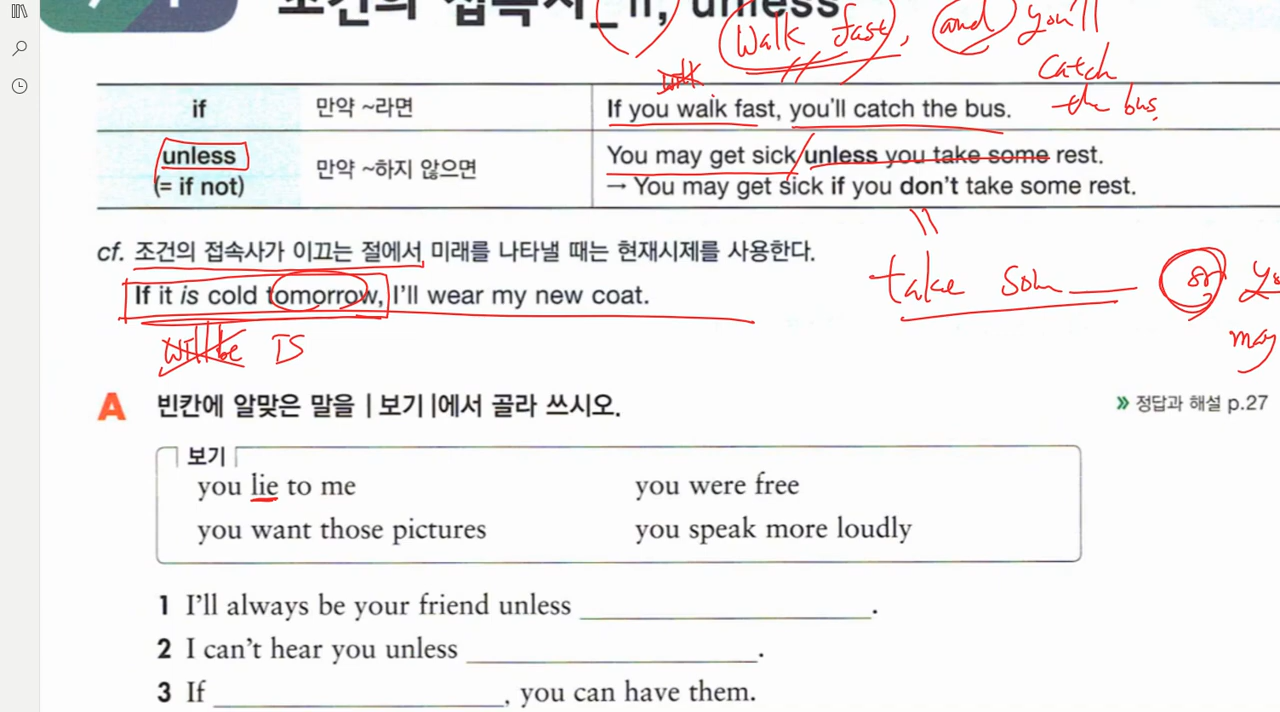 조건의 접속사_if, unless
Walk fast, and you'll
catch
the bus.
if 만약 ~라면 If you walk fast, you'll catch the bus.
unless 만약 ~하지 않으면 You may get sick unless you take some rest.
(= if not) → You may get sick if you don't take some rest.
cf. 조건의 접속사가 이끄는 절에서 미래를 나타낼 때는 현재시제를 사용한다.
take som or
may
If it is cold tomorrow, I'll wear my new coat.
will be is
A 빈칸에 알맞은 말을 | 보기 |에서 골라 쓰시오.
» 정답과 해설 p.27
보기
you lie to me you were free
you want those pictures you speak more loudly
1 I'll always be your friend unless ____________.
2 I can't hear you unless ____________.
3 If ____________, you can have them.